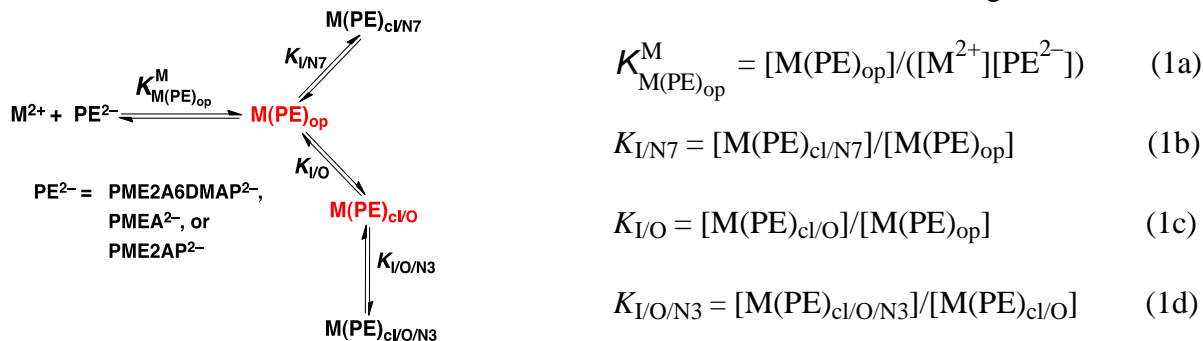 M(PE)cl/N7
KI/N7
K^M_M(PE)op
M²⁺ + PE²⁻
M(PE)op
KI/O
PE²⁻ = PME2A6DMAP²⁻,
PMEA²⁻, or
PME2AP²⁻
M(PE)cl/O
KI/O/N3
M(PE)cl/O/N3
K^M_M(PE)op = [M(PE)op]/([M²⁺][PE²⁻]) (1a)
KI/N7 = [M(PE)cl/N7]/[M(PE)op] (1b)
KI/O = [M(PE)cl/O]/[M(PE)op] (1c)
KI/O/N3 = [M(PE)cl/O/N3]/[M(PE)cl/O] (1d)